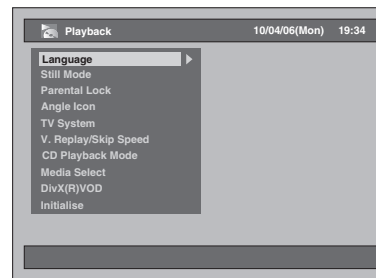 Playback 10/04/06(Mon) 19:34
Language
Still Mode
Parental Lock
Angle Icon
TV System
V. Replay/Skip Speed
CD Playback Mode
Media Select
DivX(R)VOD
Initialise